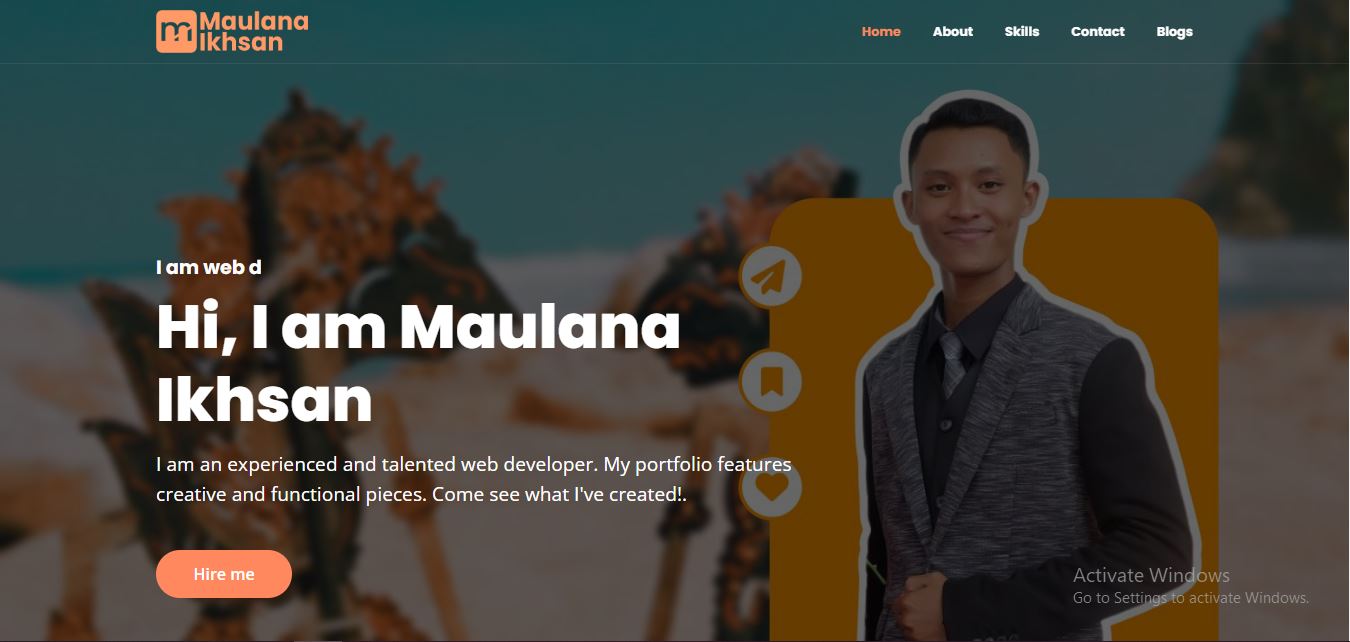 Maulana
Ikhsan
Home About Skills Contact Blogs
I am web d
Hi, I am Maulana
Ikhsan
I am an experienced and talented web developer. My portfolio features
creative and functional pieces. Come see what I've created!.
Hire me
Activate Windows
Go to Settings to activate Windows.